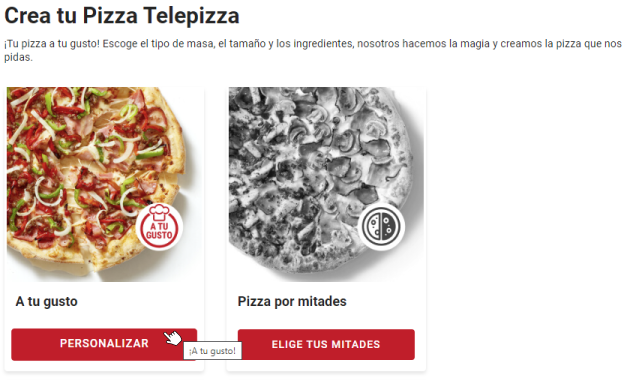 Crea tu Pizza Telepizza
¡Tu pizza a tu gusto! Escoge el tipo de masa, el tamaño y los ingredientes, nosotros hacemos la magia y creamos la pizza que nos
pidas.
A TU
GUSTO
A tu gusto
Pizza por mitades
PERSONALIZAR
¡A tu gusto!
ELIGE TUS MITADES